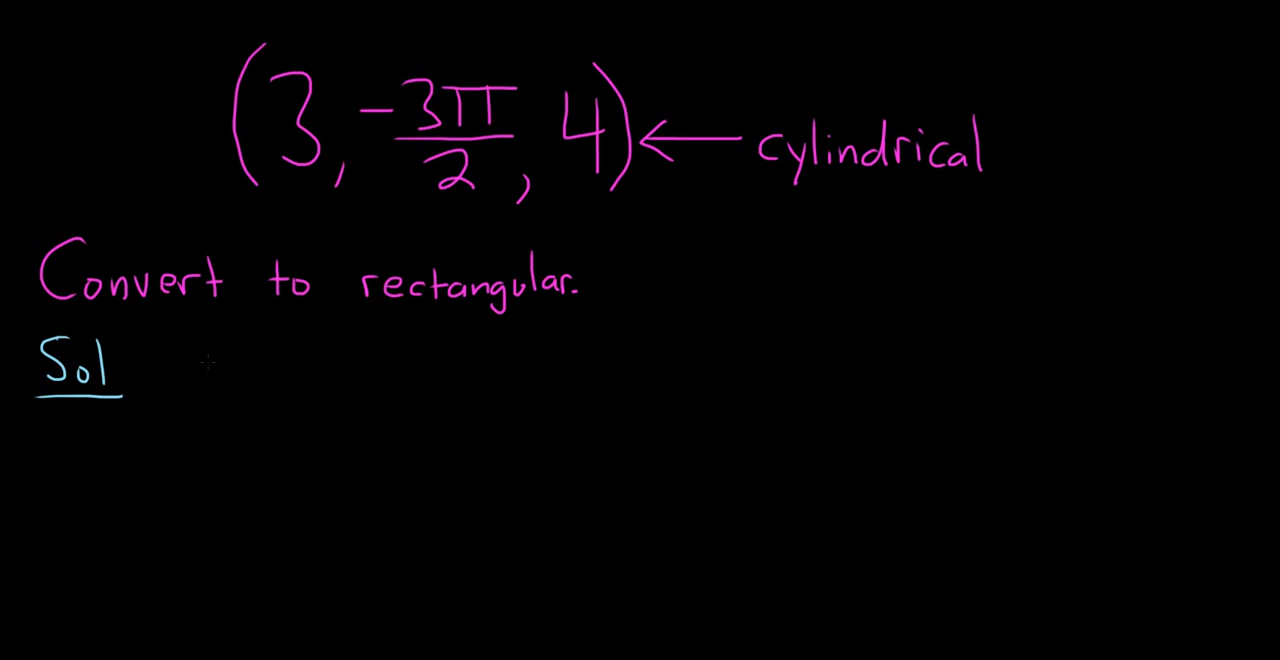 (3, -3π/2, 4) ← cylindrical
Convert to rectangular.
Sol